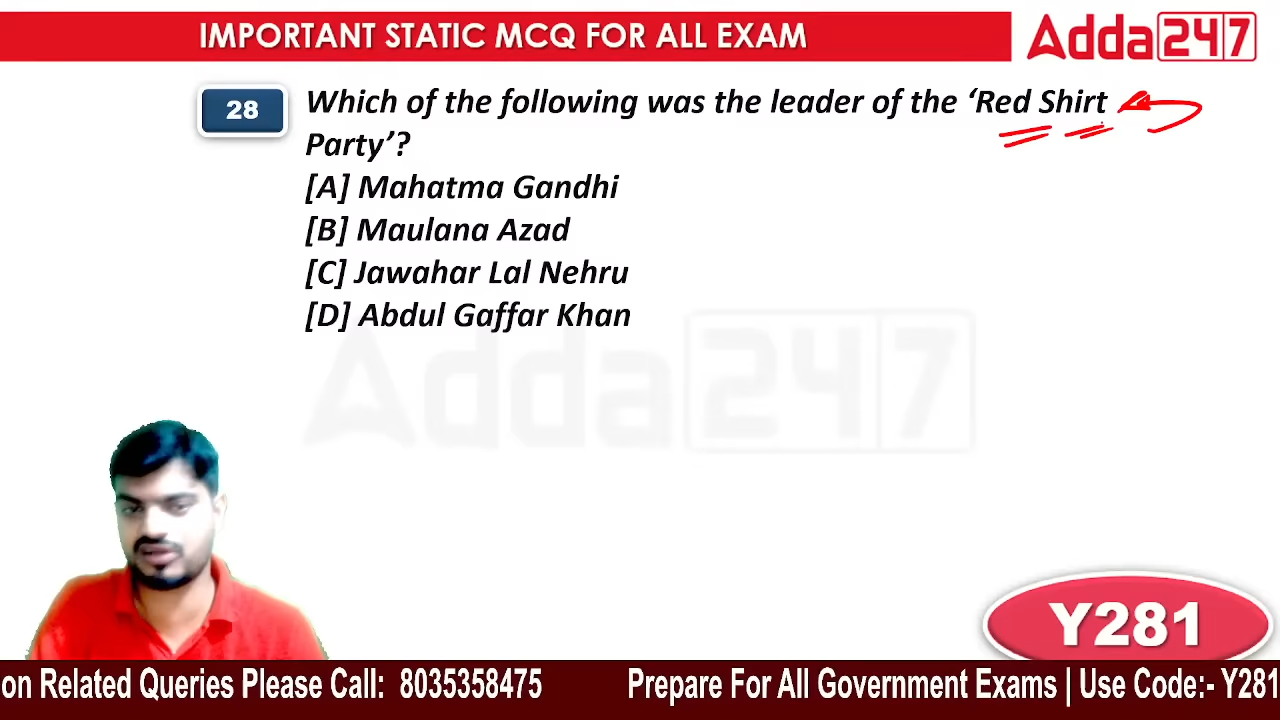 IMPORTANT STATIC MCQ FOR ALL EXAM
Adda247
28
Which of the following was the leader of the ‘Red Shirt
Party’?
[A] Mahatma Gandhi
[B] Maulana Azad
[C] Jawahar Lal Nehru
[D] Abdul Gaffar Khan
Adda247
Y281
on Related Queries Please Call: 8035358475 Prepare For All Government Exams | Use Code:- Y281